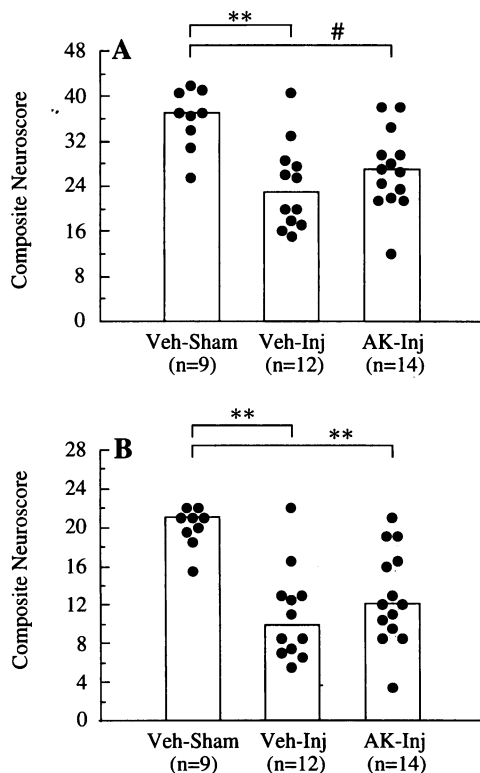 **
#
A
48
40
32
24
16
8
0
Composite Neuroscore
Veh-Sham Veh-Inj AK-Inj
(n=9) (n=12) (n=14)
**
**
B
28
24
20
16
12
8
4
0
Composite Neuroscore
Veh-Sham Veh-Inj AK-Inj
(n=9) (n=12) (n=14)